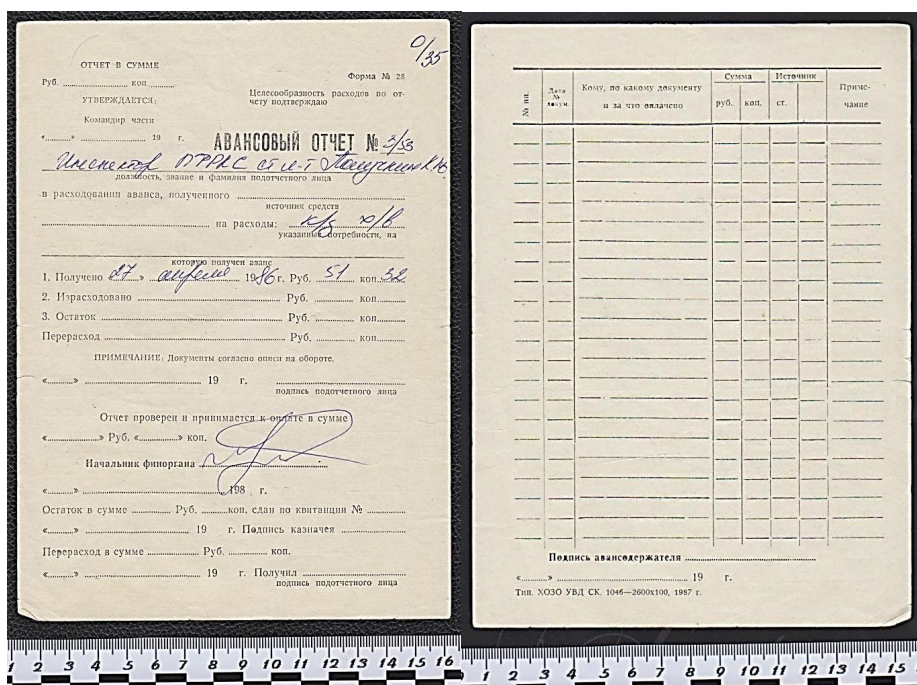 0/35
ОТЧЕТ В СУММЕ
Руб. ............ коп. ........
Форма № 28
УТВЕРЖДАЕТСЯ:
Целесообразность расходов по отчету подтверждаю
Командир части
«........» ............ 19 г.
АВАНСОВЫЙ ОТЧЕТ № 3/53
Инспектор ст л-т
должность, звание и фамилия подотчетного лица
в расходования аванса, полученного ............
источник средств
............ на расходы: к/з х/в
указанный потребности, на
которую получен аванс
1. Получено 27 » апреля 1986 г. Руб. 51 коп. 32
2. Израсходовано ............ Руб. ............ коп. ........
3. Остаток ............ Руб. ............ коп. ........
Перерасход ............ Руб. ............ коп. ........
ПРИМЕЧАНИЕ: Документы согласно описи на обороте.
«........» ............ 19 г. ............
подпись подотчетного лица
Отчет проверен и принимается к оплате в сумме
«............» Руб. «............» коп.
Начальник финоргана ............
«........» ............ 198 г.
Остаток в сумме ............ Руб. ............ коп. сдан по квитанции № ............
«........» ............ 19 г. Подпись казначея ............
Перерасход в сумме ............ Руб. ............ коп.
«........» ............ 19 г. Получил ............
подпись подотчетного лица
1 2 3 4 5 6 7 8 9 10 11 12 13 14 15 16
№ пп. Дата № докум. Кому, по какому документу и за что оплачено Сумма руб. коп. Источник ст. Примечание
Подпись авансодержателя ............
«........» ............ 19 г.
Тип. ХОЗО УВД СК. 1046—2600х100, 1987 г.
1 2 3 4 5 6 7 8 9 10 11 12 13 14 15